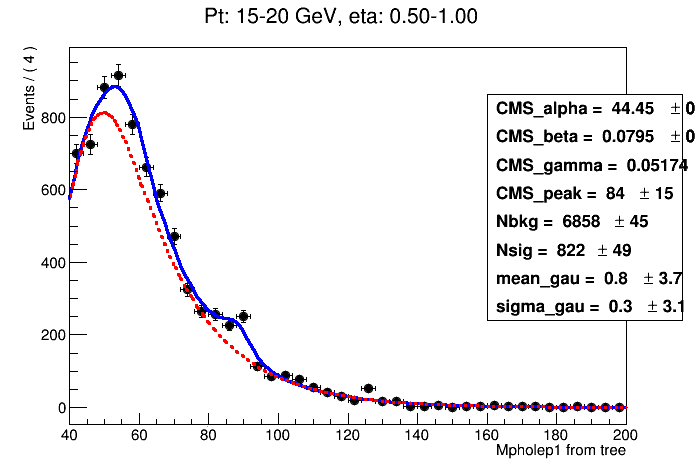 Pt: 15-20 GeV, eta: 0.50-1.00
Events / ( 4 )
800
600
400
200
0
40 60 80 100 120 140 160 180 200
Mpholep1 from tree
CMS_alpha = 44.45 ± 0
CMS_beta = 0.0795 ± 0
CMS_gamma = 0.05174
CMS_peak = 84 ± 15
Nbkg = 6858 ± 45
Nsig = 822 ± 49
mean_gau = 0.8 ± 3.7
sigma_gau = 0.3 ± 3.1